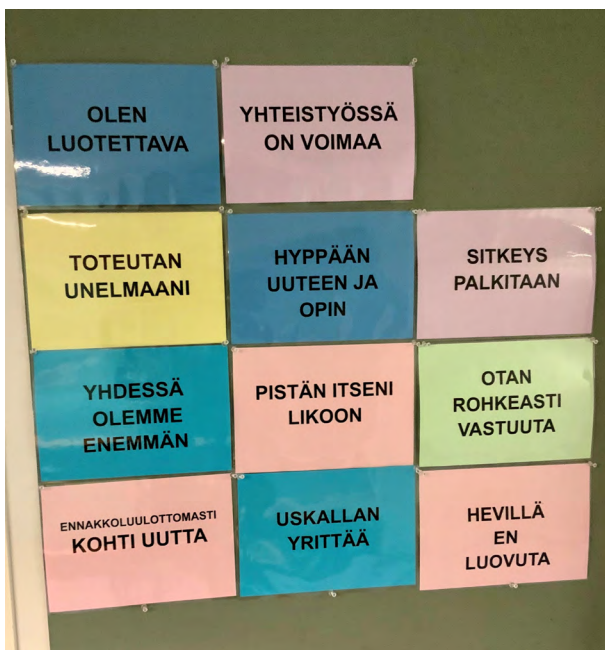 OLEN
LUOTETTAVA
YHTEISTYÖSSÄ
ON VOIMAA
TOTEUTAN
UNELMAANI
HYPPÄÄN
UUTEEN JA
OPIN
SITKEYS
PALKITAAN
YHDESSÄ
OLEMME
ENEMMÄN
PISTÄN ITSENI
LIKOON
OTAN
ROHKEASTI
VASTUUTA
ENNAKKOLUULOTTOMASTI
KOHTI UUTTA
USKALLAN
YRITTÄÄ
HEVILLÄ
EN
LUOVUTA